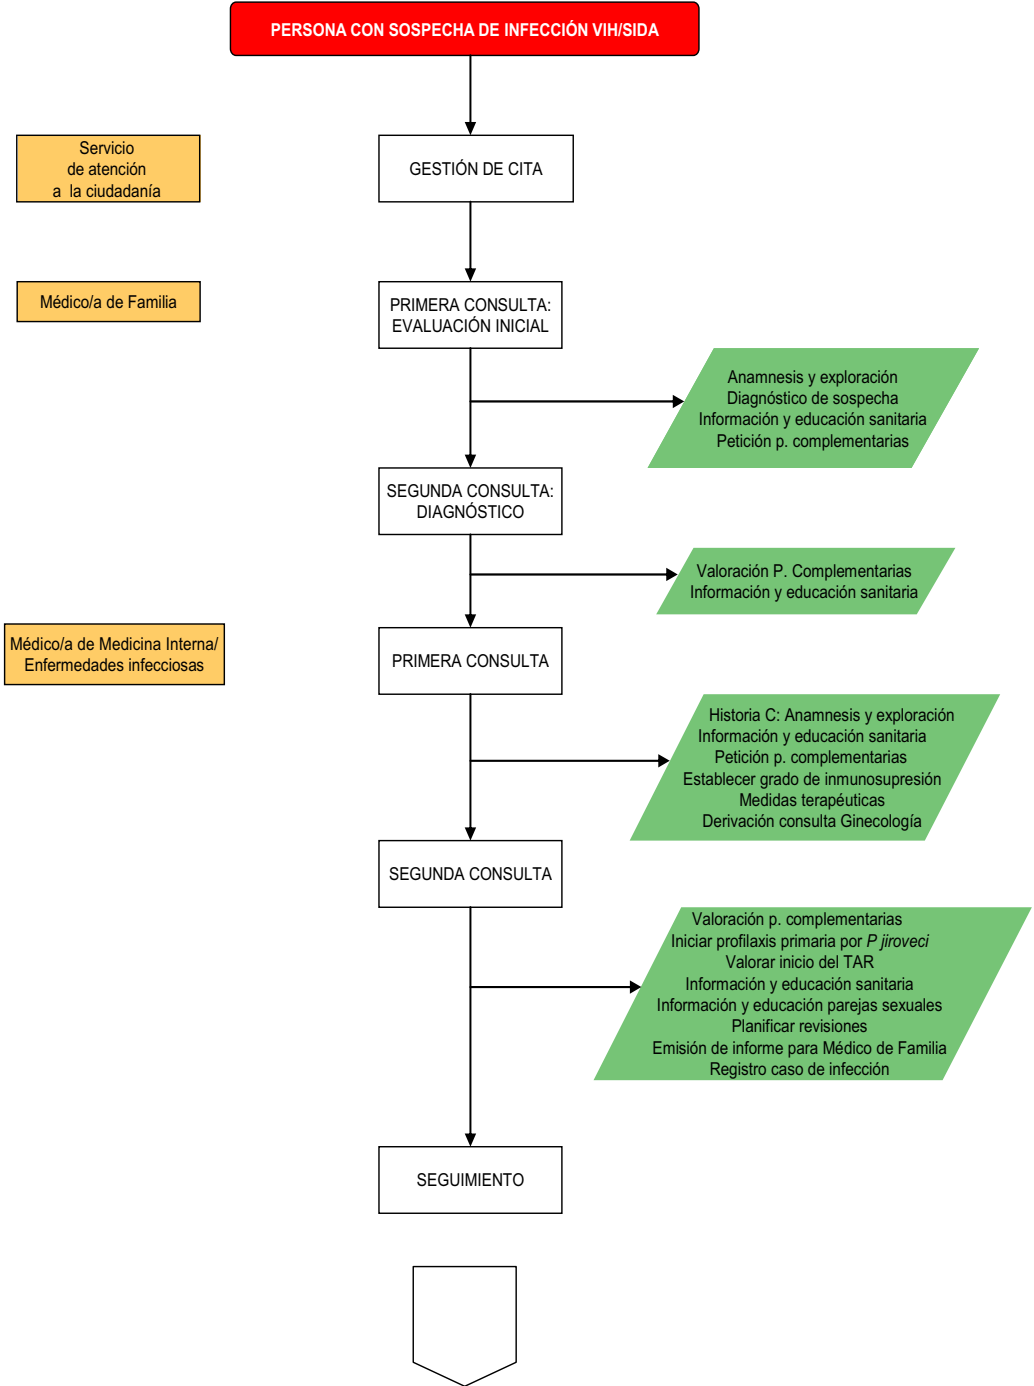 PERSONA CON SOSPECHA DE INFECCIÓN VIH/SIDA
Servicio
de atención
a la ciudadanía
GESTIÓN DE CITA
Médico/a de Familia
PRIMERA CONSULTA:
EVALUACIÓN INICIAL
Anamnesis y exploración
Diagnóstico de sospecha
Información y educación sanitaria
Petición p. complementarias
SEGUNDA CONSULTA:
DIAGNÓSTICO
Valoración P. Complementarias
Información y educación sanitaria
Médico/a de Medicina Interna/
Enfermedades infecciosas
PRIMERA CONSULTA
Historia C: Anamnesis y exploración
Información y educación sanitaria
Petición p. complementarias
Establecer grado de inmunosupresión
Medidas terapéuticas
Derivación consulta Ginecología
SEGUNDA CONSULTA
Valoración p. complementarias
Iniciar profilaxis primaria por P jiroveci
Valorar inicio del TAR
Información y educación sanitaria
Información y educación parejas sexuales
Planificar revisiones
Emisión de informe para Médico de Familia
Registro caso de infección
SEGUIMIENTO